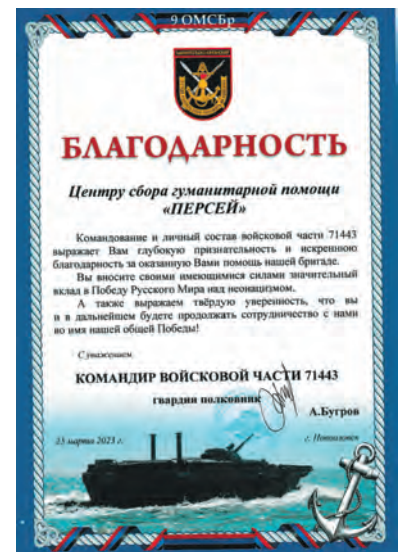 9 ОМСБр
БЛАГОДАРНОСТЬ
Центру сбора гуманитарной помощи
«ПЕРСЕЙ»
Командование и личный состав войсковой части 71443
выражает Вам глубокую признательность и искреннюю
благодарность за оказанную Вами помощь нашей бригаде.
Вы вносите своими имеющимися силами значительный
вклад в Победу Русского Мира над неонацизмом.
А также выражаем твёрдую уверенность, что вы
и в дальнейшем будете продолжать сотрудничество с нами
во имя нашей общей Победы!
С уважением
КОМАНДИР ВОЙСКОВОЙ ЧАСТИ 71443
гвардии полковник
А.Бугров
марта 2023 г.